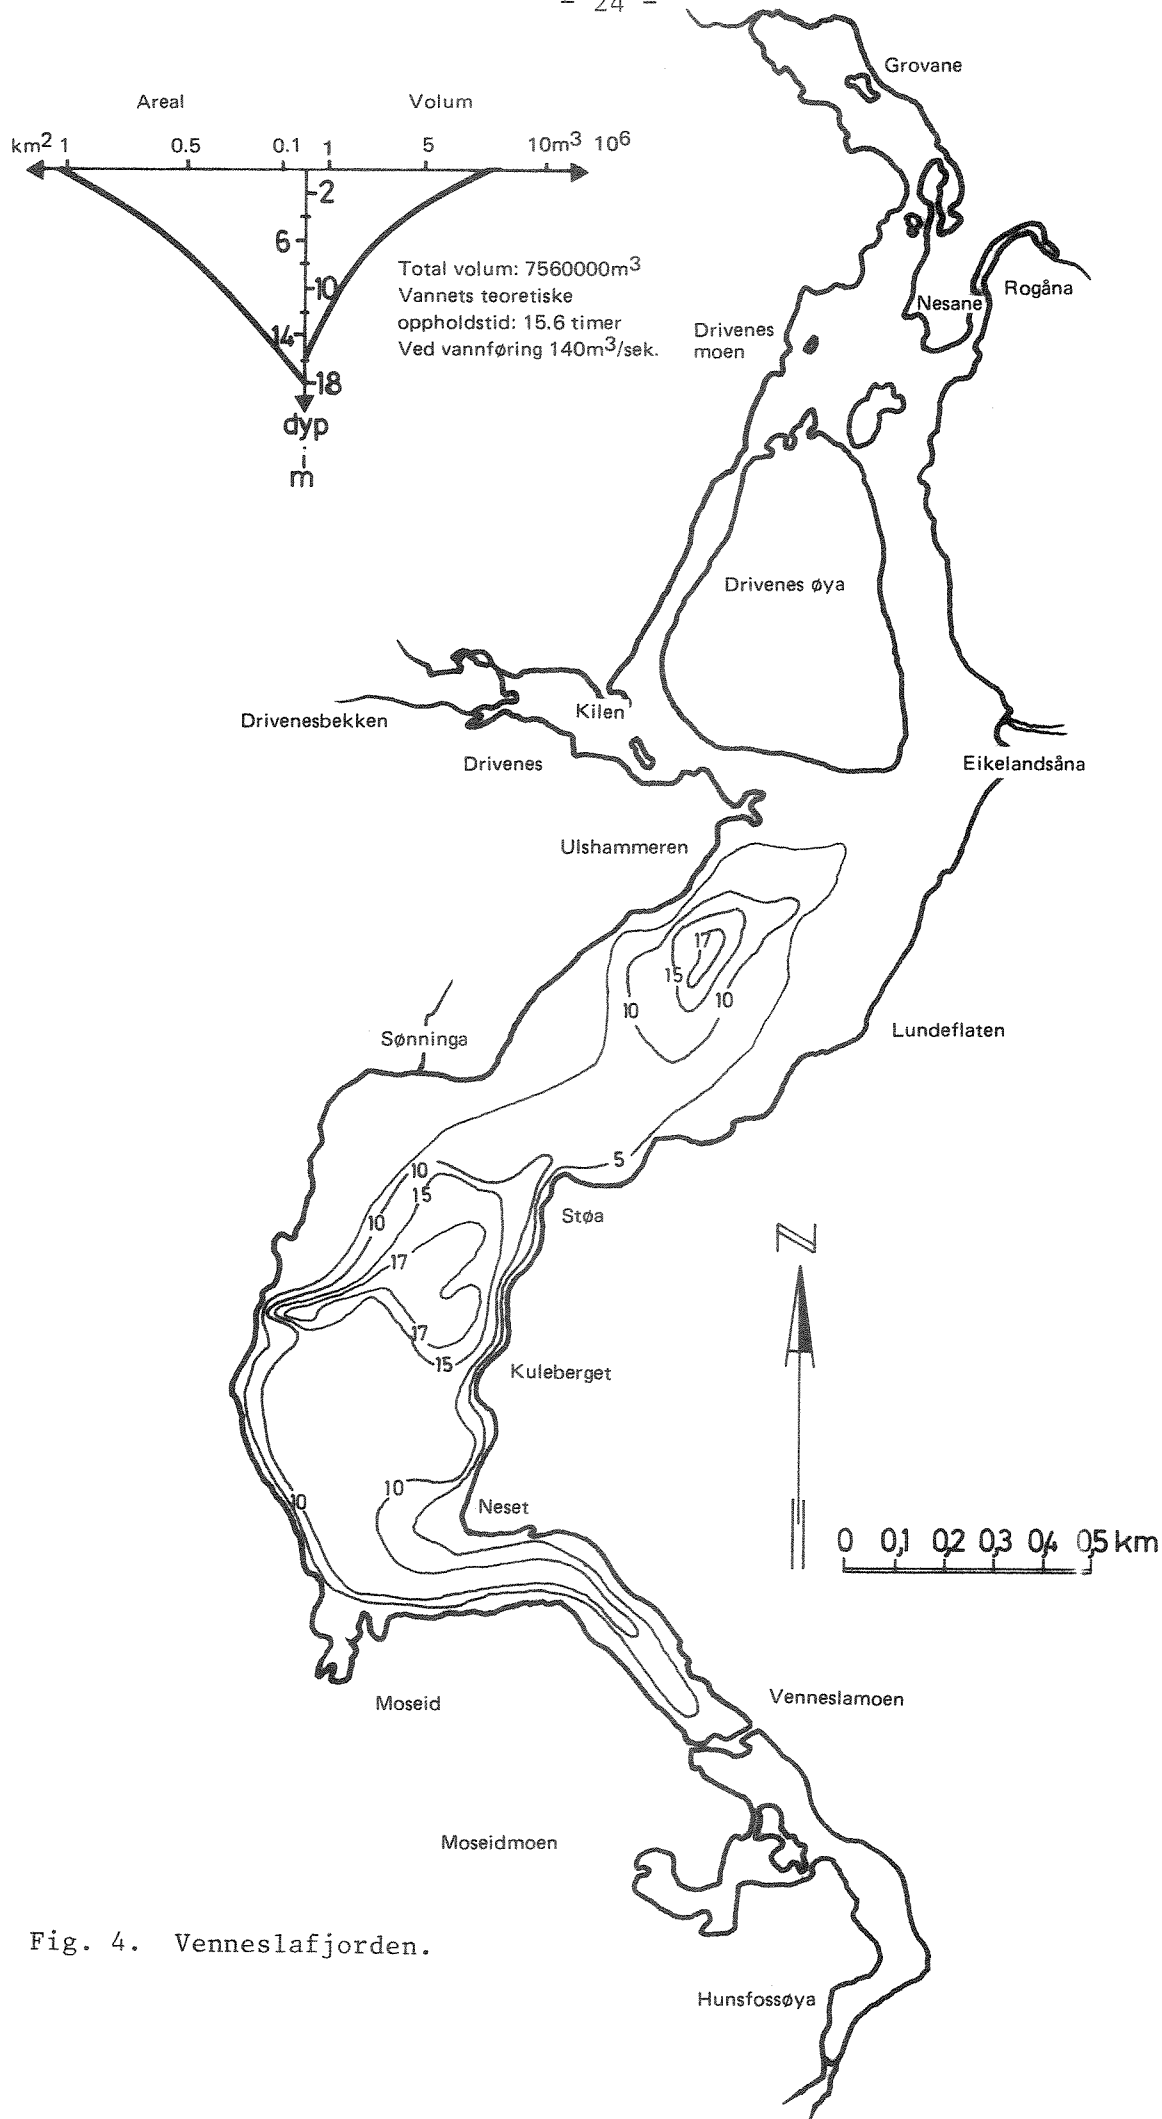 - 24 -
Grovane
Areal
Volum
km² 1
0.5
0.1
1
5
10m³ 10⁶
2
6
10
14
18
dyp
i
m
Total volum: 7560000m³
Vannets teoretiske
oppholdstid: 15.6 timer
Ved vannføring 140m³/sek.
Rogåna
Nesane
Drivenes
moen
Drivenes øya
Kilen
Drivenesbekken
Drivenes
Eikelandsåna
Ulshammeren
17
15
10
10
Lundeflaten
Sønninga
5
10
15
10
Støa
17
N
17
15
Kuleberget
10
10
Neset
0 0,1 0,2 0,3 0,4 0,5 km
Moseid
Venneslamoen
Moseidmoen
Fig. 4. Venneslafjorden.
Hunsfossøya